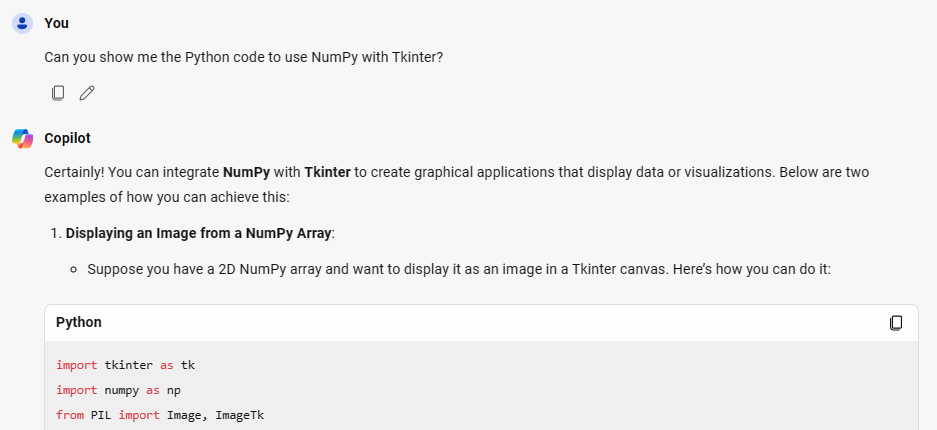 You
Can you show me the Python code to use NumPy with Tkinter?
Copilot
Certainly! You can integrate NumPy with Tkinter to create graphical applications that display data or visualizations. Below are two
examples of how you can achieve this:
1. Displaying an Image from a NumPy Array:
Suppose you have a 2D NumPy array and want to display it as an image in a Tkinter canvas. Here’s how you can do it:
Python
import tkinter as tk
import numpy as np
from PIL import Image, ImageTk